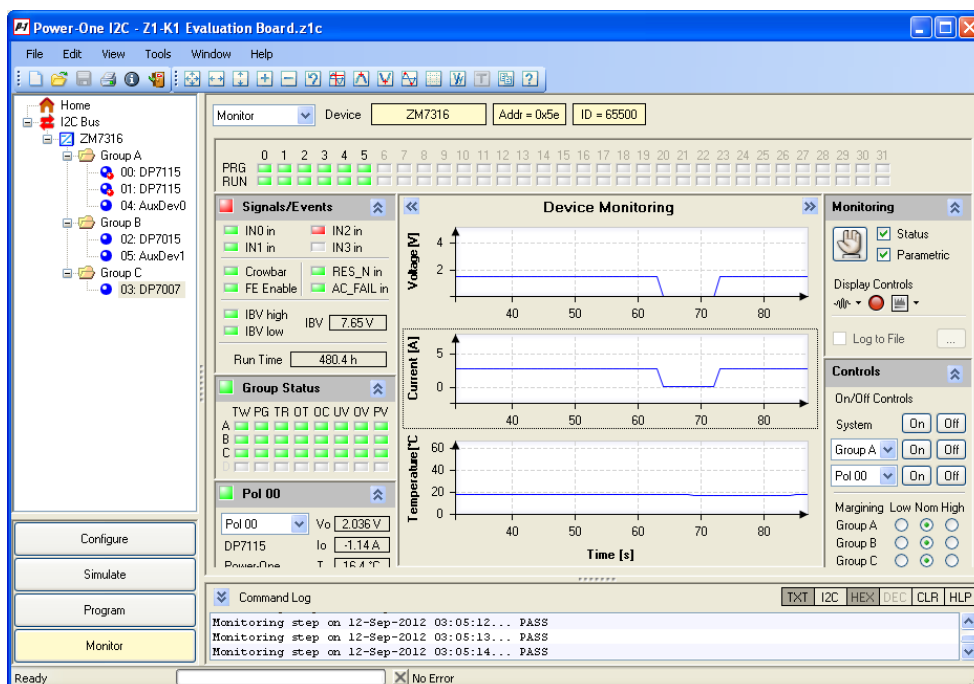 Power-One I2C - Z1-K1 Evaluation Board.z1c
File Edit View Tools Window Help
Home
I2C Bus
ZM7316
Group A
00: DP7115
01: DP7115
04: AuxDev0
Group B
02: DP7015
05: AuxDev1
Group C
03: DP7007
Configure
Simulate
Program
Monitor
Monitor Device ZM7316 Addr = 0x5e ID = 65500
0 1 2 3 4 5 6 7 8 9 10 11 12 13 14 15 16 17 18 19 20 21 22 23 24 25 26 27 28 29 30 31
PRG
RUN
Signals/Events
IN0 in IN2 in
IN1 in IN3 in
Crowbar RES_N in
FE Enable AC_FAIL in
IBV high
IBV low
IBV 7.65 V
Run Time 480.4 h
Group Status
TW PG TR OT OC UV OV PV
A
B
C
D
Pol 00
Pol 00 Vo 2.036 V
DP7115 Io -1.14 A
Power-One T 16.4 °C
Device Monitoring
Voltage [V]
4
2
40 50 60 70 80
Current [A]
5
0
40 50 60 70 80
Temperature [°C
60
40
20
0
40 50 60 70 80
Time [s]
Monitoring
Status
Parametric
Display Controls
Log to File ...
Controls
On/Off Controls
System On Off
Group A On Off
Pol 00 On Off
Margining Low Nom High
Group A
Group B
Group C
Command Log TXT I2C HEX DEC CLR HLP
Monitoring step on 12-Sep-2012 03:05:12... PASS
Monitoring step on 12-Sep-2012 03:05:13... PASS
Monitoring step on 12-Sep-2012 03:05:14... PASS
Ready No Error